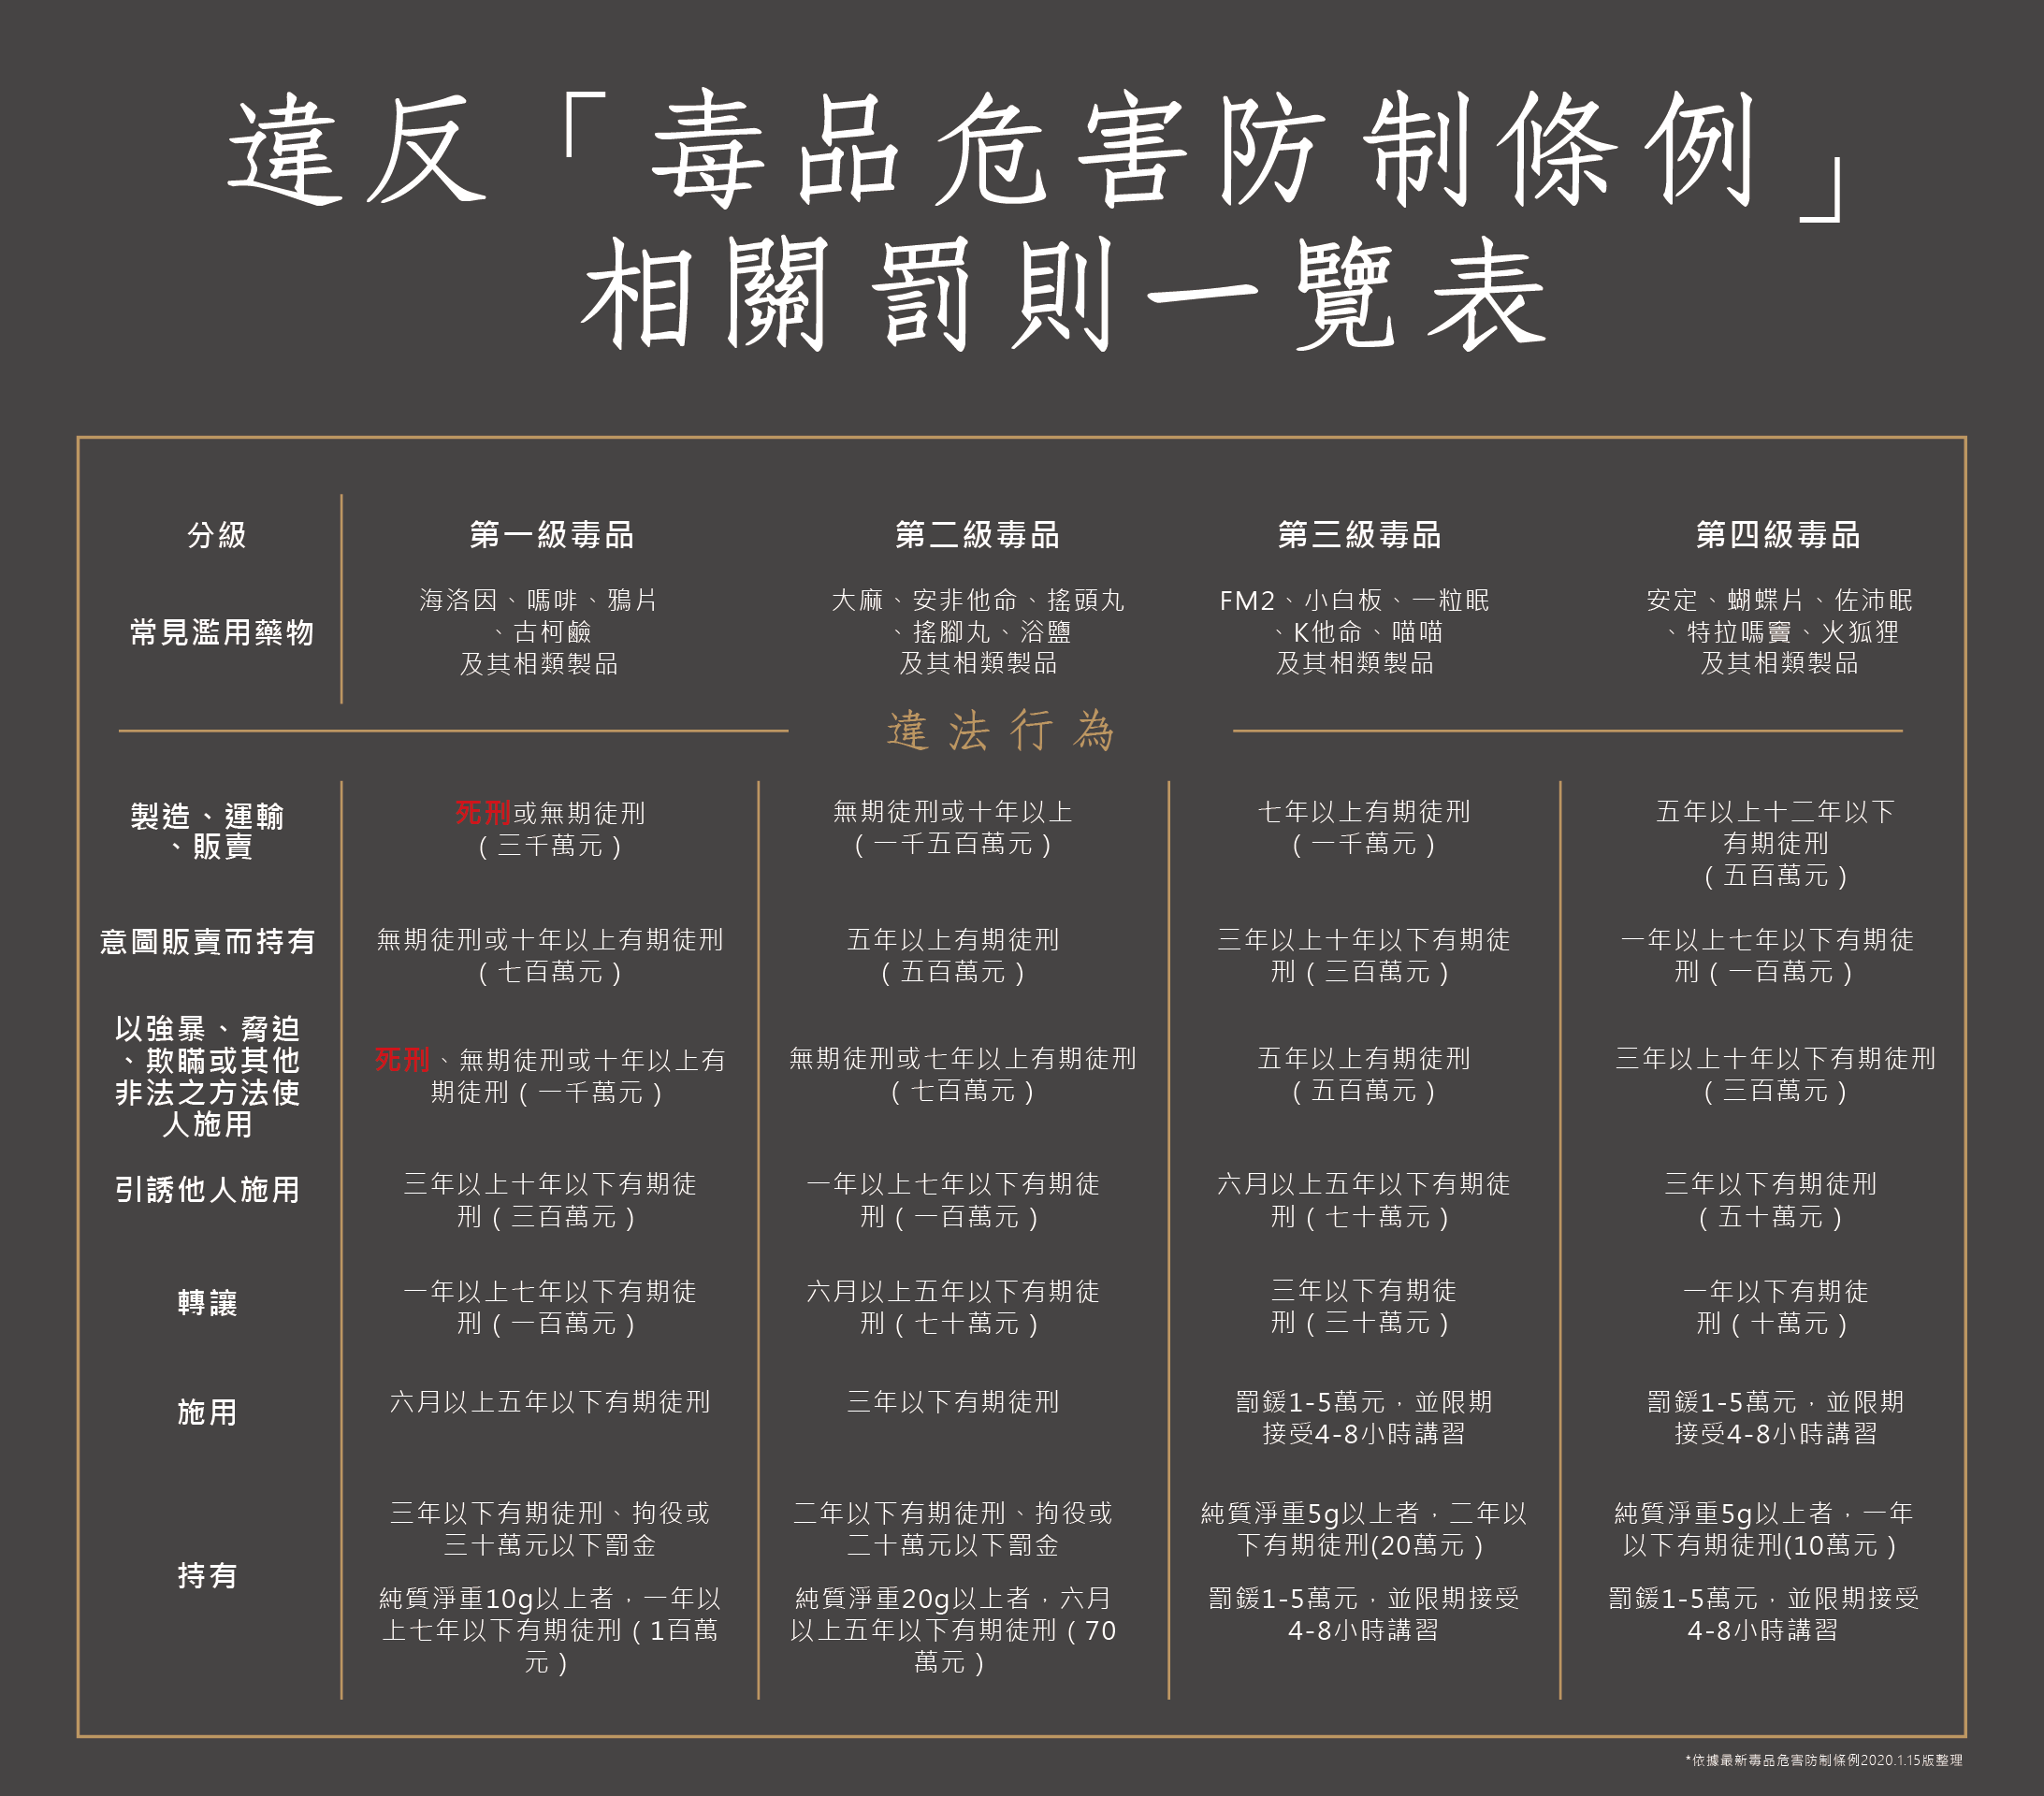 違反「毒品危害防制條例」
相關罰則一覽表
分級
第一級毒品
第二級毒品
第三級毒品
第四級毒品
常見濫用藥物
海洛因、嗎啡、鴉片
、古柯鹼
及其相類製品
大麻、安非他命、搖頭丸
、搖腳丸、浴鹽
及其相類製品
FM2、小白板、一粒眠
、K他命、喵喵
及其相類製品
安定、蝴蝶片、佐沛眠
、特拉嗎竇、火狐狸
及其相類製品
違法行為
製造、運輸
、販賣
死刑或無期徒刑
(三千萬元)
無期徒刑或十年以上
(一千五百萬元)
七年以上有期徒刑
(一千萬元)
五年以上十二年以下
有期徒刑
(五百萬元)
意圖販賣而持有
無期徒刑或十年以上有期徒刑
(七百萬元)
五年以上有期徒刑
(五百萬元)
三年以上十年以下有期徒
刑(三百萬元)
一年以上七年以下有期徒
刑(一百萬元)
以強暴、脅迫
、欺瞞或其他
非法之方法使
人施用
死刑、無期徒刑或十年以上有
期徒刑(一千萬元)
無期徒刑或七年以上有期徒刑
(七百萬元)
五年以上有期徒刑
(五百萬元)
三年以上十年以下有期徒刑
(三百萬元)
引誘他人施用
三年以上十年以下有期徒
刑(三百萬元)
一年以上七年以下有期徒
刑(一百萬元)
六月以上五年以下有期徒
刑(七十萬元)
三年以下有期徒刑
(五十萬元)
轉讓
一年以上七年以下有期徒
刑(一百萬元)
六月以上五年以下有期徒
刑(七十萬元)
三年以下有期徒
刑(三十萬元)
一年以下有期徒
刑(十萬元)
施用
六月以上五年以下有期徒刑
三年以下有期徒刑
罰鍰1-5萬元，並限期
接受4-8小時講習
罰鍰1-5萬元，並限期
接受4-8小時講習
持有
三年以下有期徒刑、拘役或
三十萬元以下罰金
純質淨重10g以上者，一年以
上七年以下有期徒刑(1百萬
元)
二年以下有期徒刑、拘役或
二十萬元以下罰金
純質淨重20g以上者，六月
以上五年以下有期徒刑(70
萬元)
純質淨重5g以上者，二年以
下有期徒刑(20萬元)
罰鍰1-5萬元，並限期接受
4-8小時講習
純質淨重5g以上者，一年
以下有期徒刑(10萬元)
罰鍰1-5萬元，並限期接受
4-8小時講習
*依據最新毒品危害防制條例2020.1.15版整理